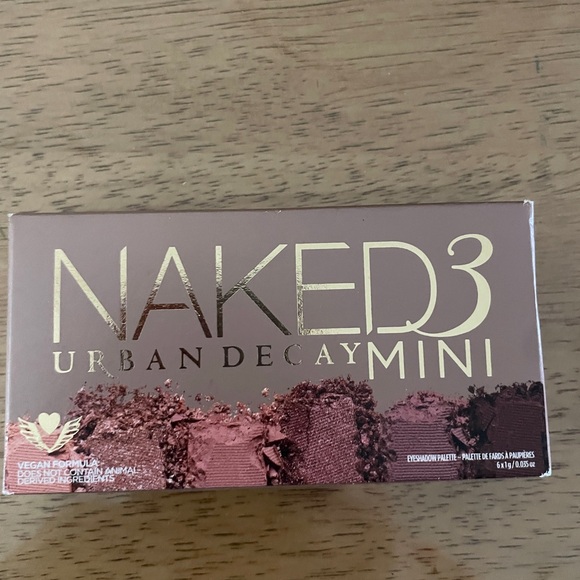 NAKED3
URBAN DECAY MINI
VEGAN FORMULA
DOES NOT CONTAIN ANIMAL-
DERIVED INGREDIENTS
EYESHADOW PALETTE – PALETTE DE FARDS À PAUPIÈRES
6 x 1g / 0.035 oz